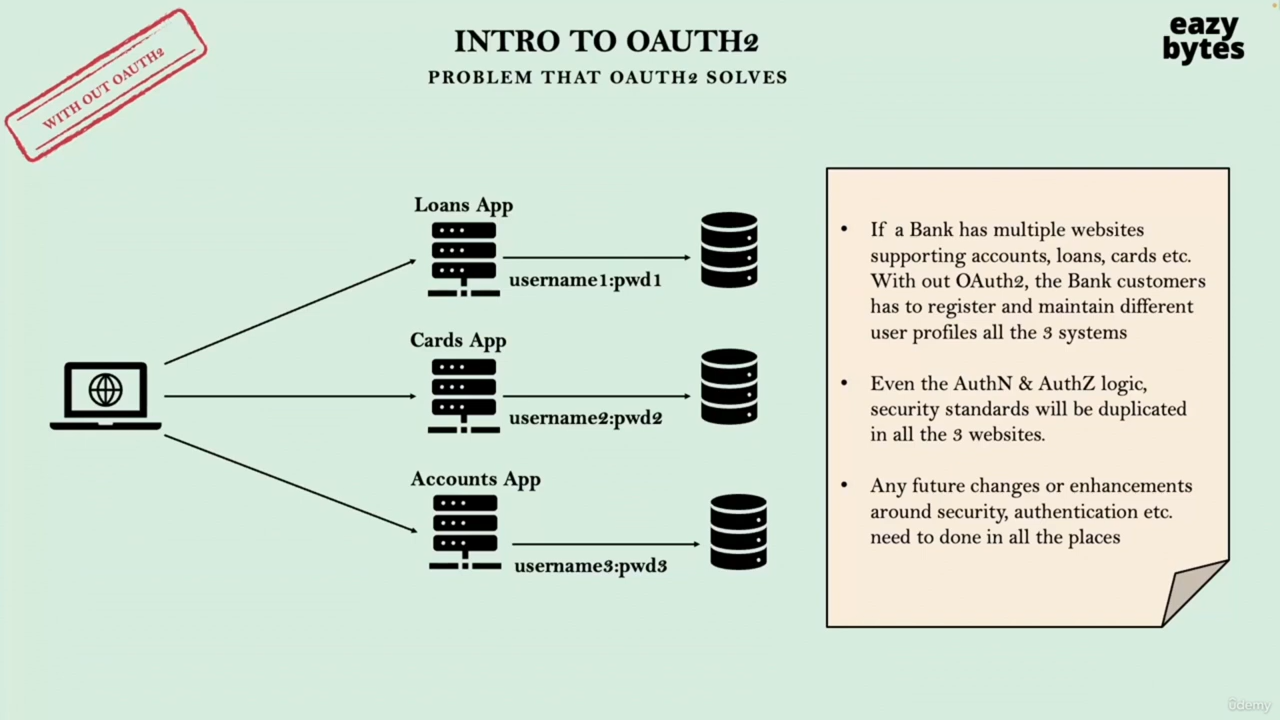 WITH OUT OAUTH2
INTRO TO OAUTH2
PROBLEM THAT OAUTH2 SOLVES
eazy
bytes
Loans App
username1:pwd1
Cards App
username2:pwd2
Accounts App
username3:pwd3
• If a Bank has multiple websites
supporting accounts, loans, cards etc.
With out OAuth2, the Bank customers
has to register and maintain different
user profiles all the 3 systems
• Even the AuthN & AuthZ logic,
security standards will be duplicated
in all the 3 websites.
• Any future changes or enhancements
around security, authentication etc.
need to done in all the places
ûdemy